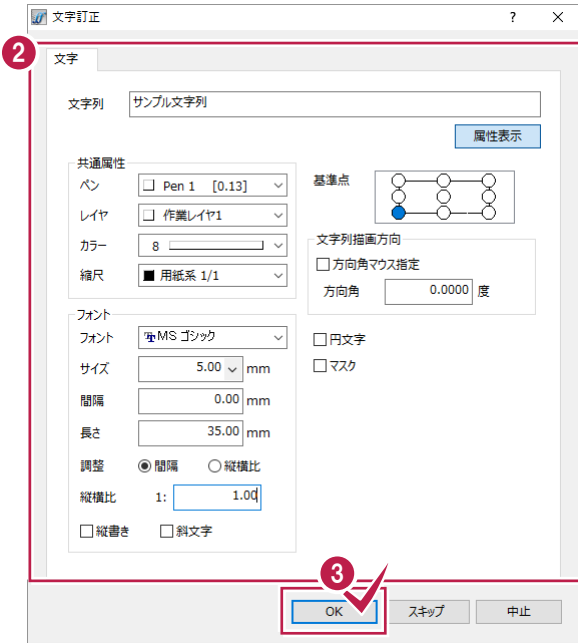 文字訂正
?
2
文字
文字列 サンプル文字列
属性表示
共通属性
ペン Pen 1 [0.13]
レイヤ 作業レイヤ1
カラー 8
縮尺 用紙系 1/1
基準点
文字列描画方向
方向角マウス指定
方向角 0.0000 度
フォント
フォント MS ゴシック
サイズ 5.00 mm
間隔 0.00 mm
長さ 35.00 mm
調整 間隔 縦横比
縦横比 1: 1.00
縦書き 斜文字
円文字
マスク
3
OK スキップ 中止